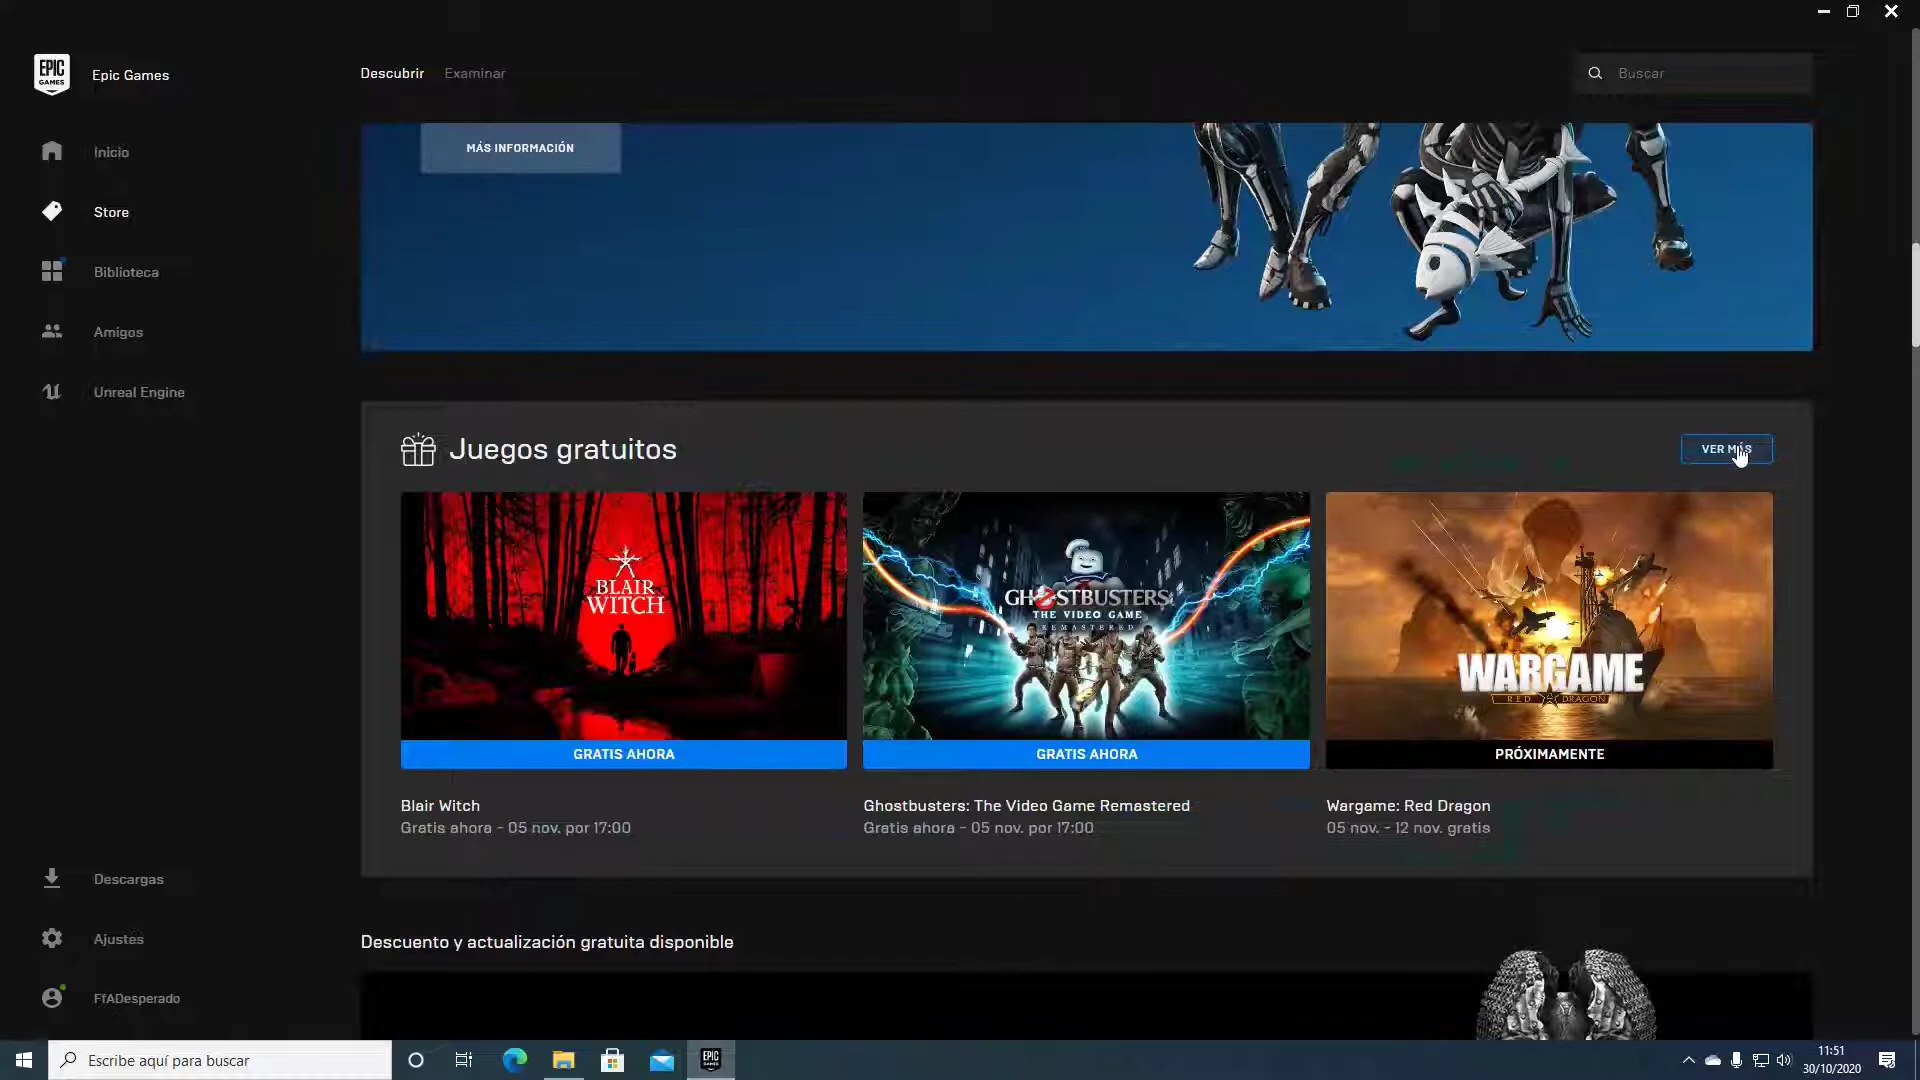 EPIC
GAMES
Epic Games
Descubrir
Examinar
Buscar
Inicio
Store
Biblioteca
Amigos
Unreal Engine
MÁS INFORMACIÓN
Juegos gratuitos
VER MÁS
BLAIR
WITCH
GRATIS AHORA
Blair Witch
Gratis ahora - 05 nov. por 17:00
GHOSTBUSTERS
THE VIDEO GAME
REMASTERED
GRATIS AHORA
Ghostbusters: The Video Game Remastered
Gratis ahora - 05 nov. por 17:00
WARGAME
RED DRAGON
PRÓXIMAMENTE
Wargame: Red Dragon
05 nov. - 12 nov. gratis
Descuento y actualización gratuita disponible
Descargas
Ajustes
FfADesperado
Escribe aquí para buscar
EPIC
GAMES
11:51
30/10/2020